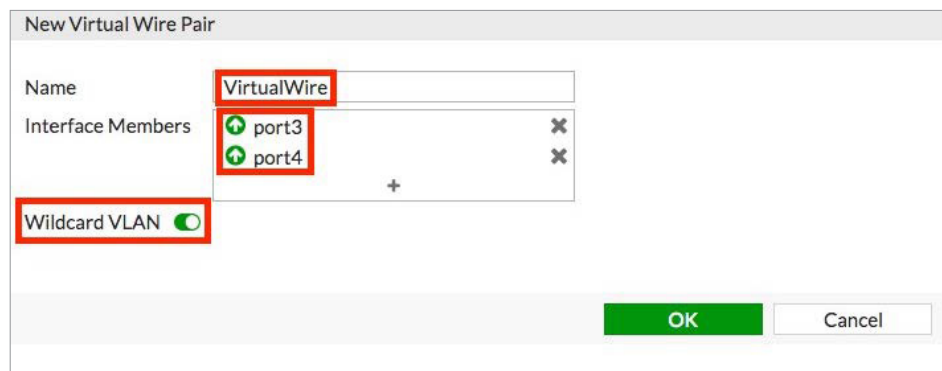 New Virtual Wire Pair
Name VirtualWire
Interface Members port3
port4
Wildcard VLAN
OK Cancel